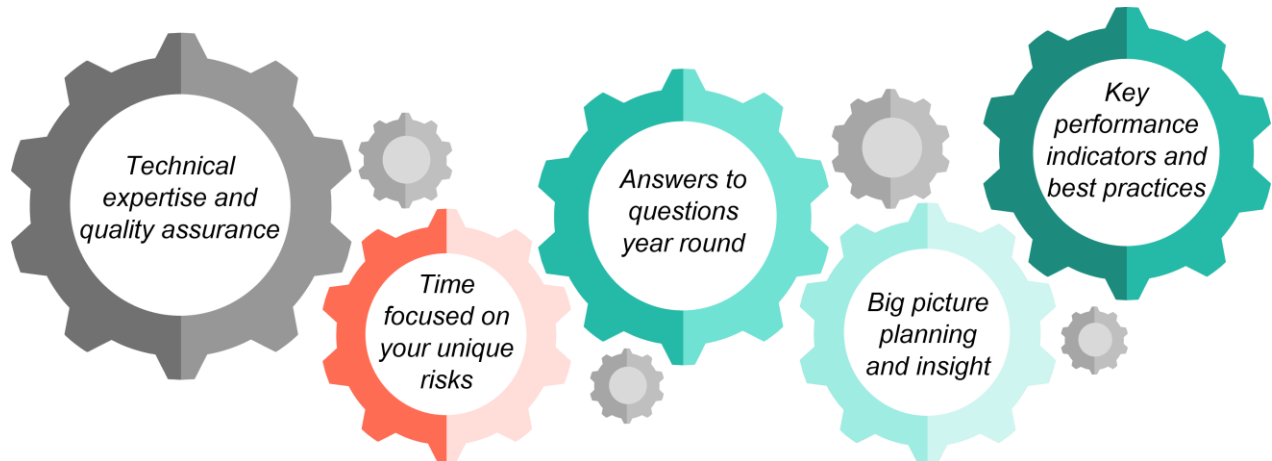 Technical
expertise and
quality assurance
Time
focused on
your unique
risks
Answers to
questions
year round
Big picture
planning
and insight
Key
performance
indicators and
best practices